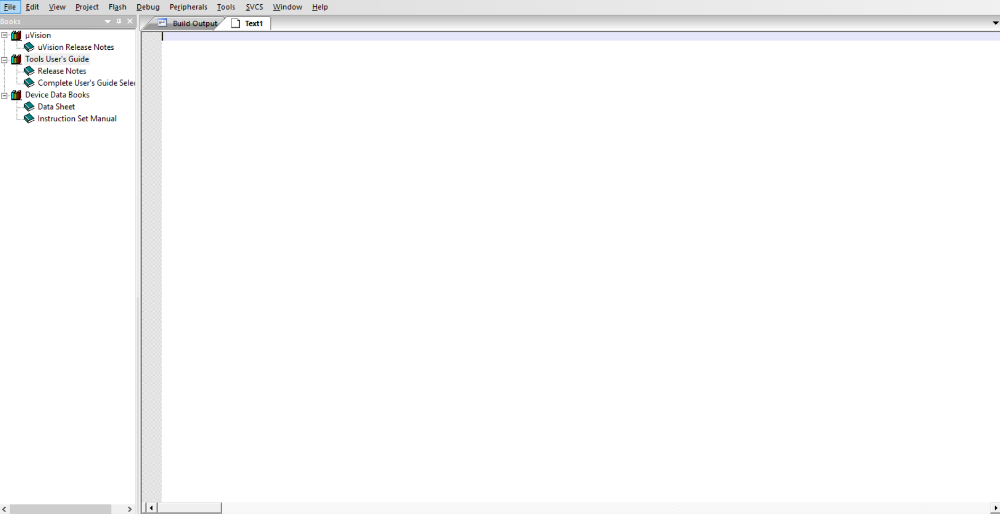 File Edit View Project Flash Debug Peripherals Tools SVCS Window Help
Books
Build Output
Text1
µVision
uVision Release Notes
Tools User's Guide
Release Notes
Complete User's Guide Selec
Device Data Books
Data Sheet
Instruction Set Manual